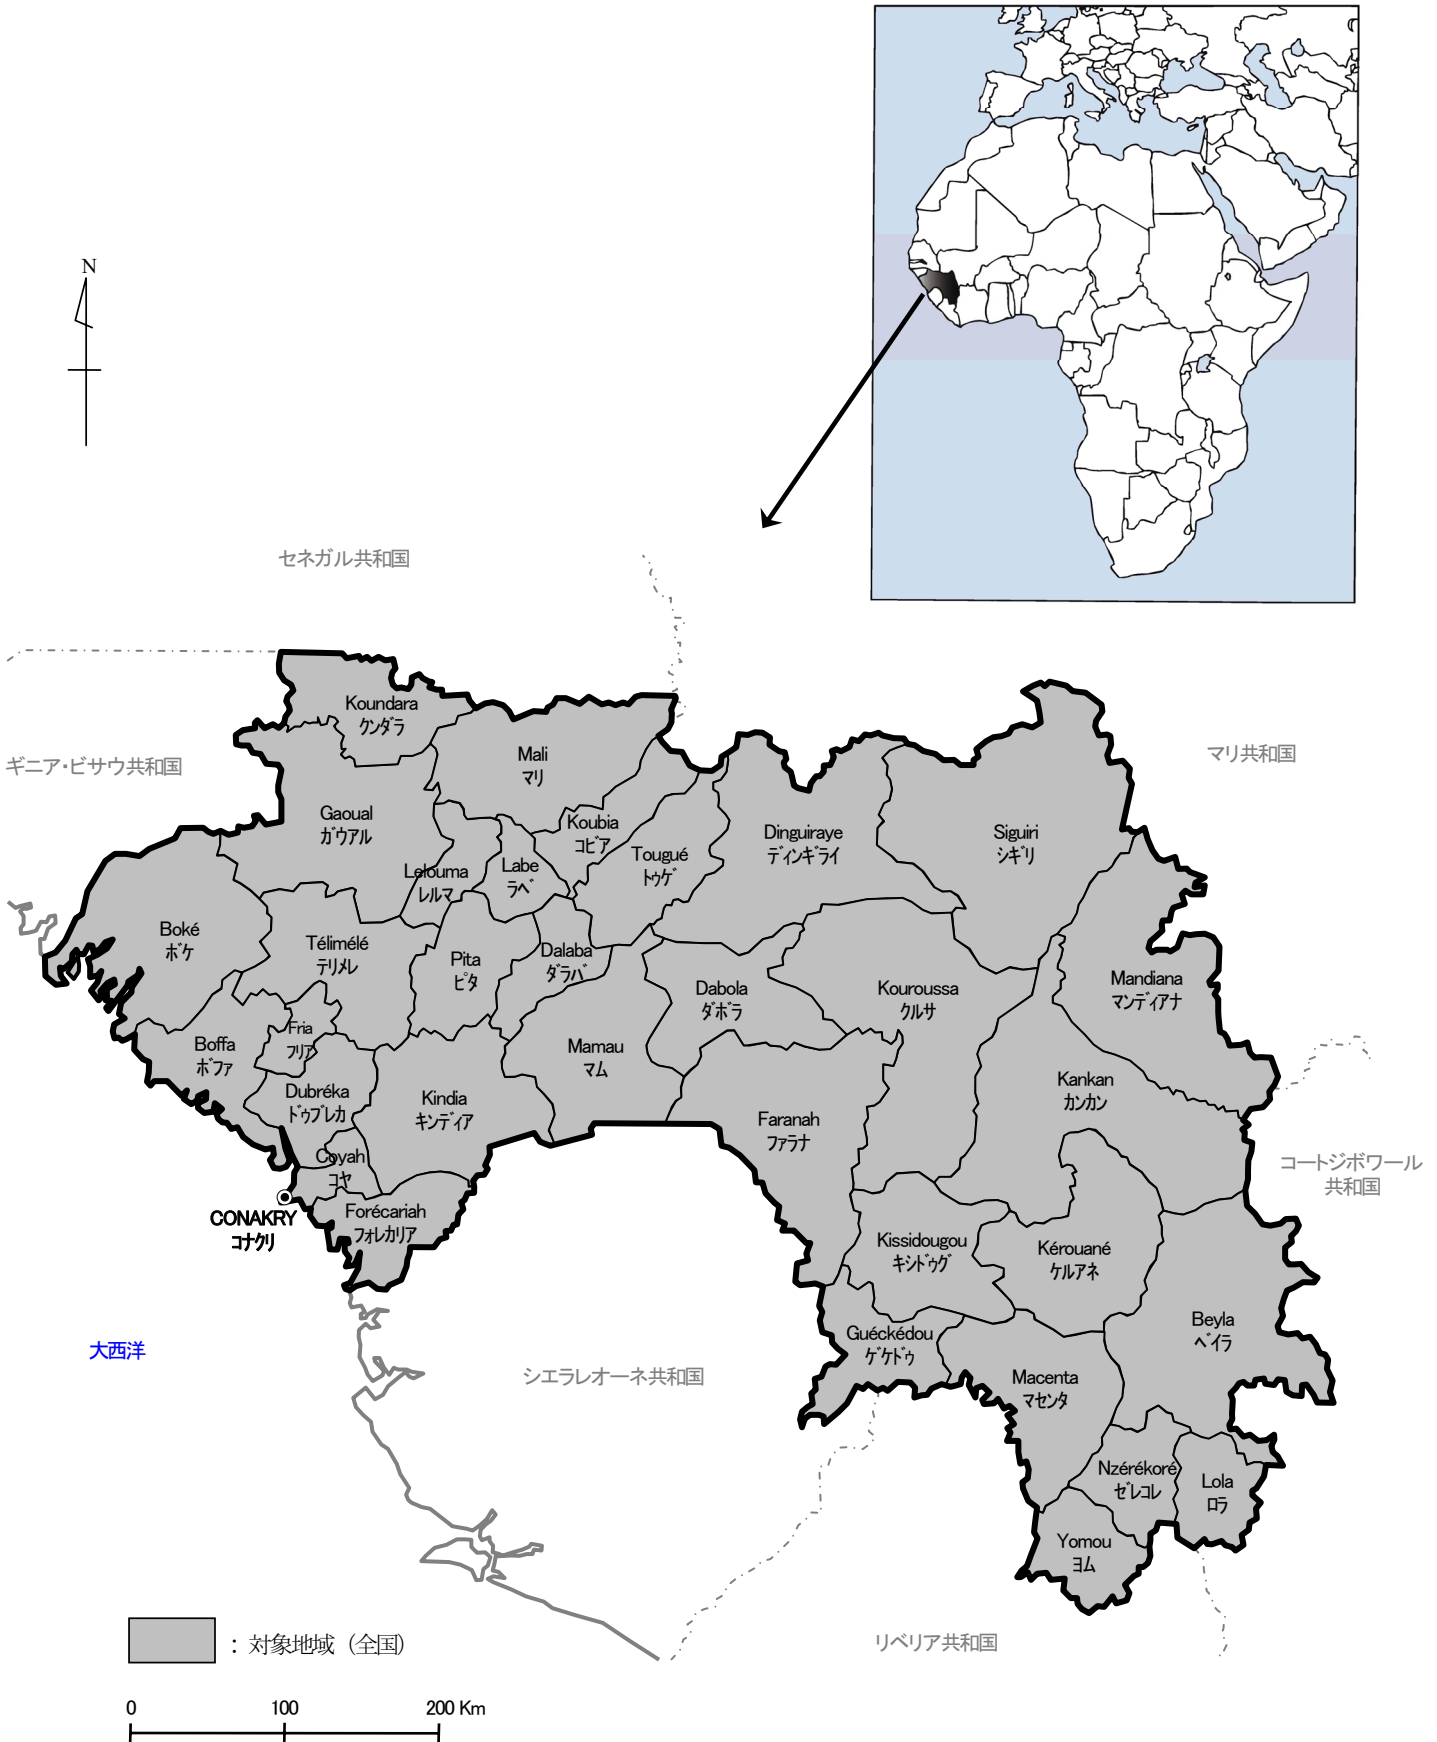 N
セネガル共和国
Koundara
クンダラ
Mali
マリ
マリ共和国
ギニア・ビサウ共和国
Gaoual
ガウアル
Koubia
コビア
Dinguiraye
ディンギライ
Siguiri
シギリ
Tougué
トゥゲ
Lelouma
レルマ
Labe
ラベ
Boké
ボケ
Télimélé
テリメレ
Pita
ピタ
Dalaba
ダラバ
Dabola
ダボラ
Kouroussa
クルサ
Mandiana
マンディアナ
Fria
フリア
Boffa
ボファ
Mamau
マム
Dubréka
ドゥブレカ
Kindia
キンディア
Kankan
カンカン
Faranah
ファラナ
Coyah
コヤ
コートジボワール
共和国
CONAKRY
コナクリ
Forécariah
フォレカリア
Kissidougou
キシドゥグ
Kérouané
ケルアネ
Beyla
ベイラ
Guéckédou
ゲケドゥ
大西洋
シエラレオーネ共和国
Macenta
マセンタ
Nzérékoré
ゼレコレ
Lola
ロラ
Yomou
ヨム
リベリア共和国
：対象地域（全国）
0 100 200 Km